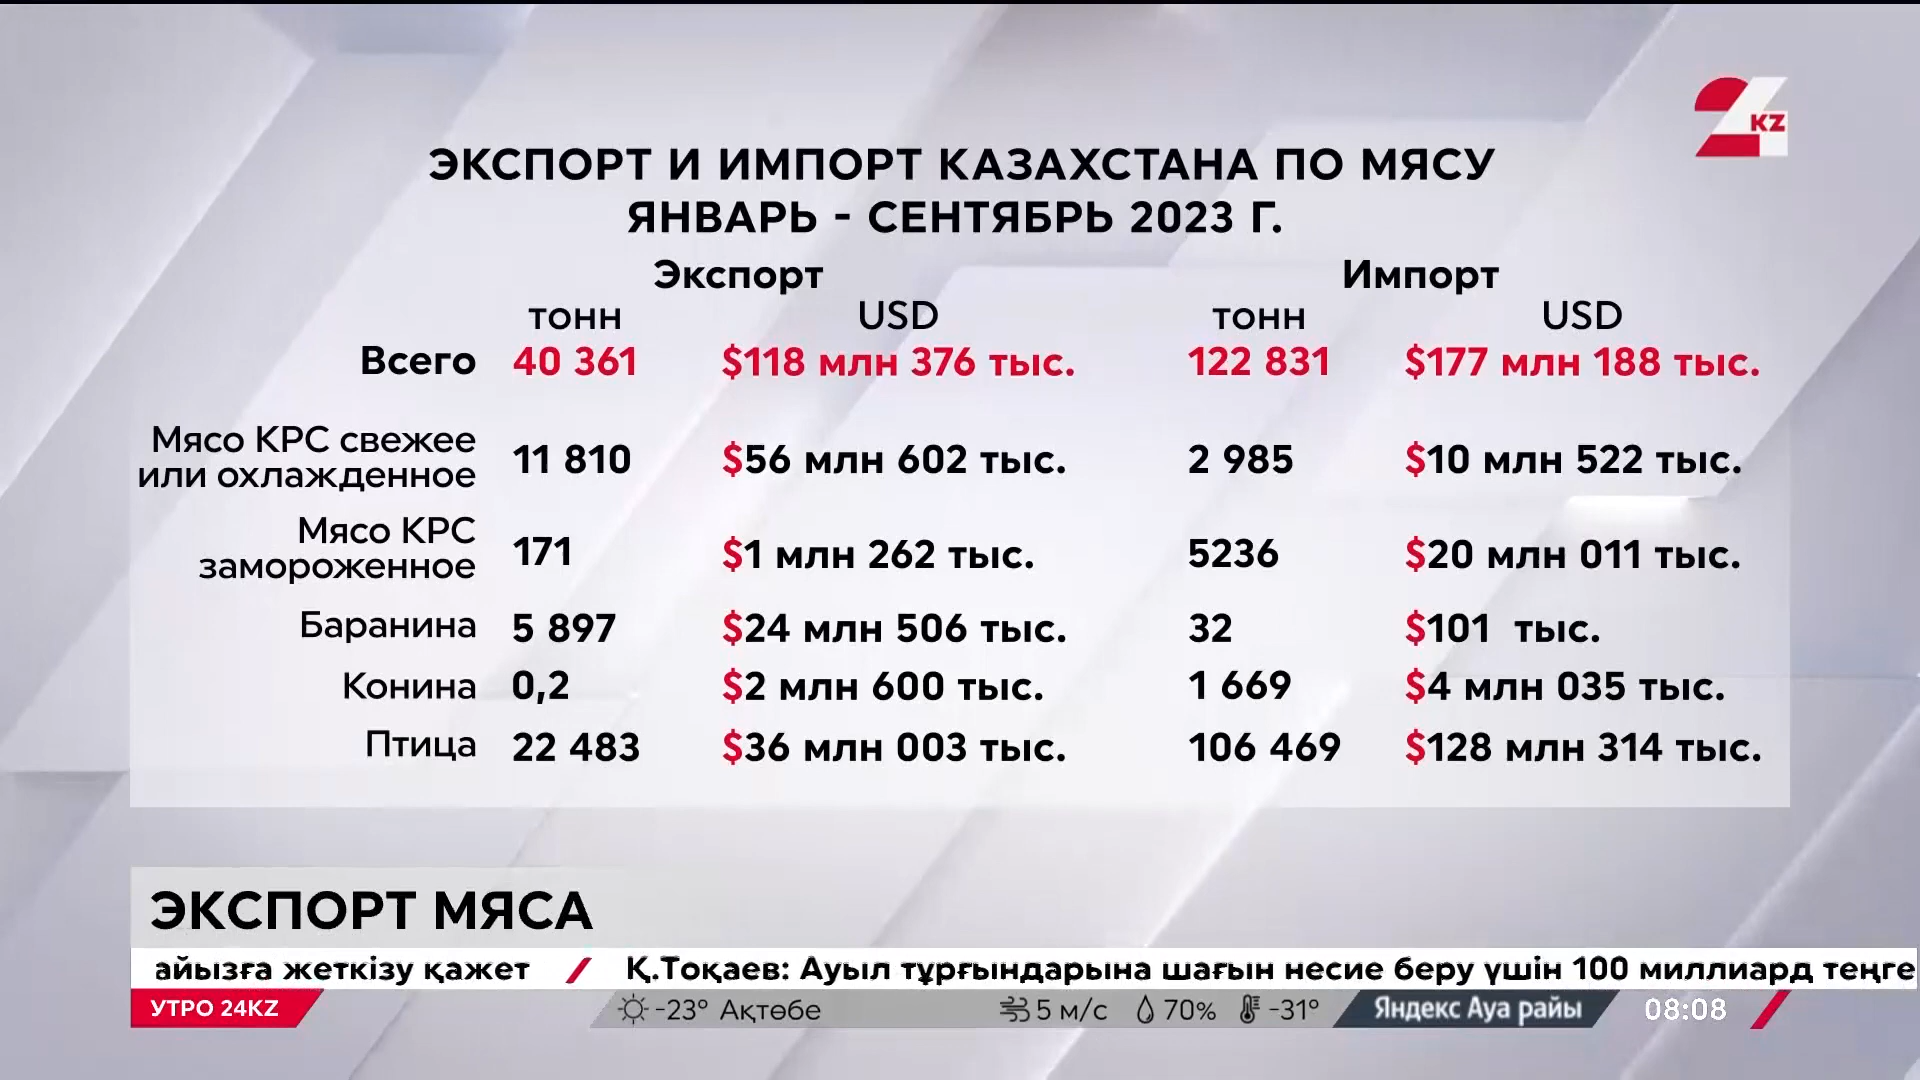 24KZ
ЭКСПОРТ И ИМПОРТ КАЗАХСТАНА ПО МЯСУ
ЯНВАРЬ - СЕНТЯБРЬ 2023 Г.
Экспорт Импорт
тонн USD тонн USD
Всего 40 361 $118 млн 376 тыс. 122 831 $177 млн 188 тыс.
Мясо КРС свежее
или охлажденное 11 810 $56 млн 602 тыс. 2 985 $10 млн 522 тыс.
Мясо КРС
замороженное 171 $1 млн 262 тыс. 5236 $20 млн 011 тыс.
Баранина 5 897 $24 млн 506 тыс. 32 $101 тыс.
Конина 0,2 $2 млн 600 тыс. 1 669 $4 млн 035 тыс.
Птица 22 483 $36 млн 003 тыс. 106 469 $128 млн 314 тыс.
ЭКСПОРТ МЯСА
айызға жеткізу қажет / Қ.Тоқаев: Ауыл тұрғындарына шағын несие беру үшін 100 миллиард теңге
УТРО 24KZ -23° Ақтөбе 5 м/с 70% -31° Яндекс Ауа райы 08:08